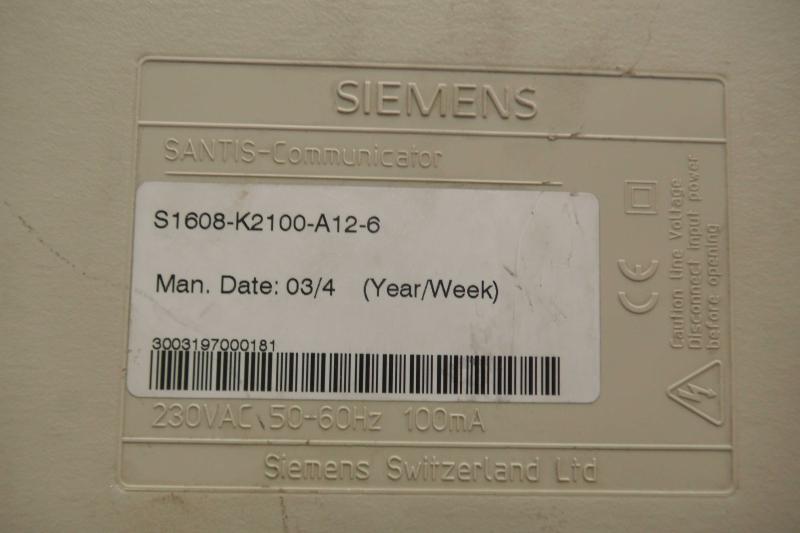 SIEMENS
SANTIS-Communicator
S1608-K2100-A12-6
Man. Date: 03/4 (Year/Week)
3003197000181
230VAC 50-60Hz 100mA
Siemens Switzerland Ltd
CE
Caution Line Voltage
Disconnect input power
before opening